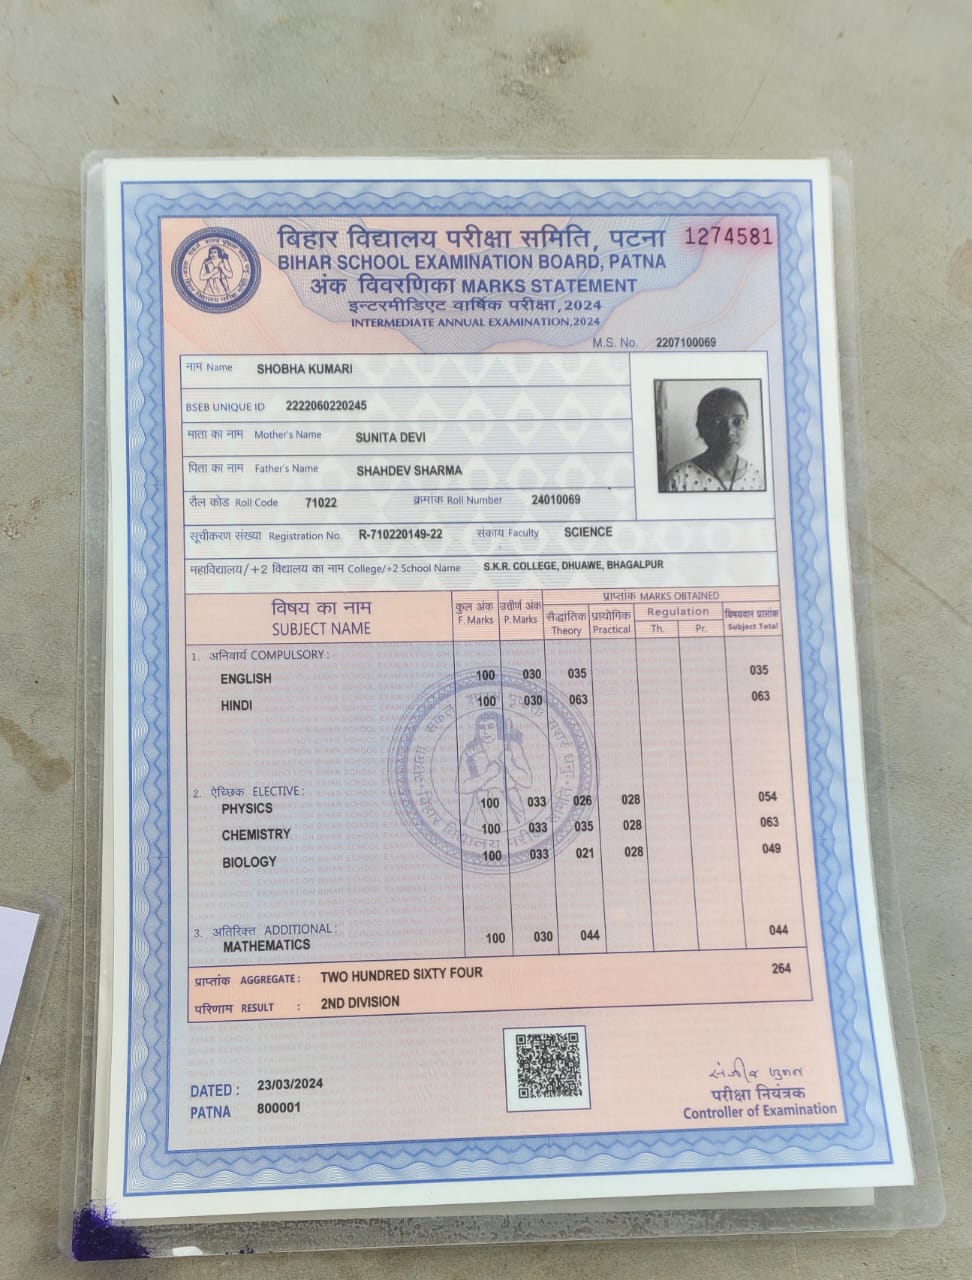 बिहार विद्यालय परीक्षा समिति, पटना 1274581
BIHAR SCHOOL EXAMINATION BOARD, PATNA
अंक विवरणिका MARKS STATEMENT
इन्टरमीडिएट वार्षिक परीक्षा, 2024
INTERMEDIATE ANNUAL EXAMINATION,2024
M.S. No. 2207100069
नाम Name SHOBHA KUMARI
BSEB UNIQUE ID 2222060220245
माता का नाम Mother's Name SUNITA DEVI
पिता का नाम Father's Name SHAHDEV SHARMA
रौल कोड Roll Code 71022 क्रमांक Roll Number 24010069
सूचीकरण संख्या Registration No. R-710220149-22 संकाय Faculty SCIENCE
महाविद्यालय/+2 विद्यालय का नाम College/+2 School Name S.K.R. COLLEGE, DHUAWE, BHAGALPUR
विषय का नाम SUBJECT NAME कुल अंक F. Marks उत्तीर्ण अंक P. Marks प्राप्तांक MARKS OBTAINED
सैद्धांतिक Theory प्रायोगिक Practical Regulation Th. Pr. विषयवार प्राप्तांक Subject Total
1. अनिवार्य COMPULSORY :
ENGLISH 100 030 035 035
HINDI 100 030 063 063
2. ऐच्छिक ELECTIVE :
PHYSICS 100 033 026 028 054
CHEMISTRY 100 033 035 028 063
BIOLOGY 100 033 021 028 049
3. अतिरिक्त ADDITIONAL :
MATHEMATICS 100 030 044 044
प्राप्तांक AGGREGATE : TWO HUNDRED SIXTY FOUR 264
परिणाम RESULT : 2ND DIVISION
DATED : 23/03/2024
PATNA 800001
परीक्षा नियंत्रक
Controller of Examination